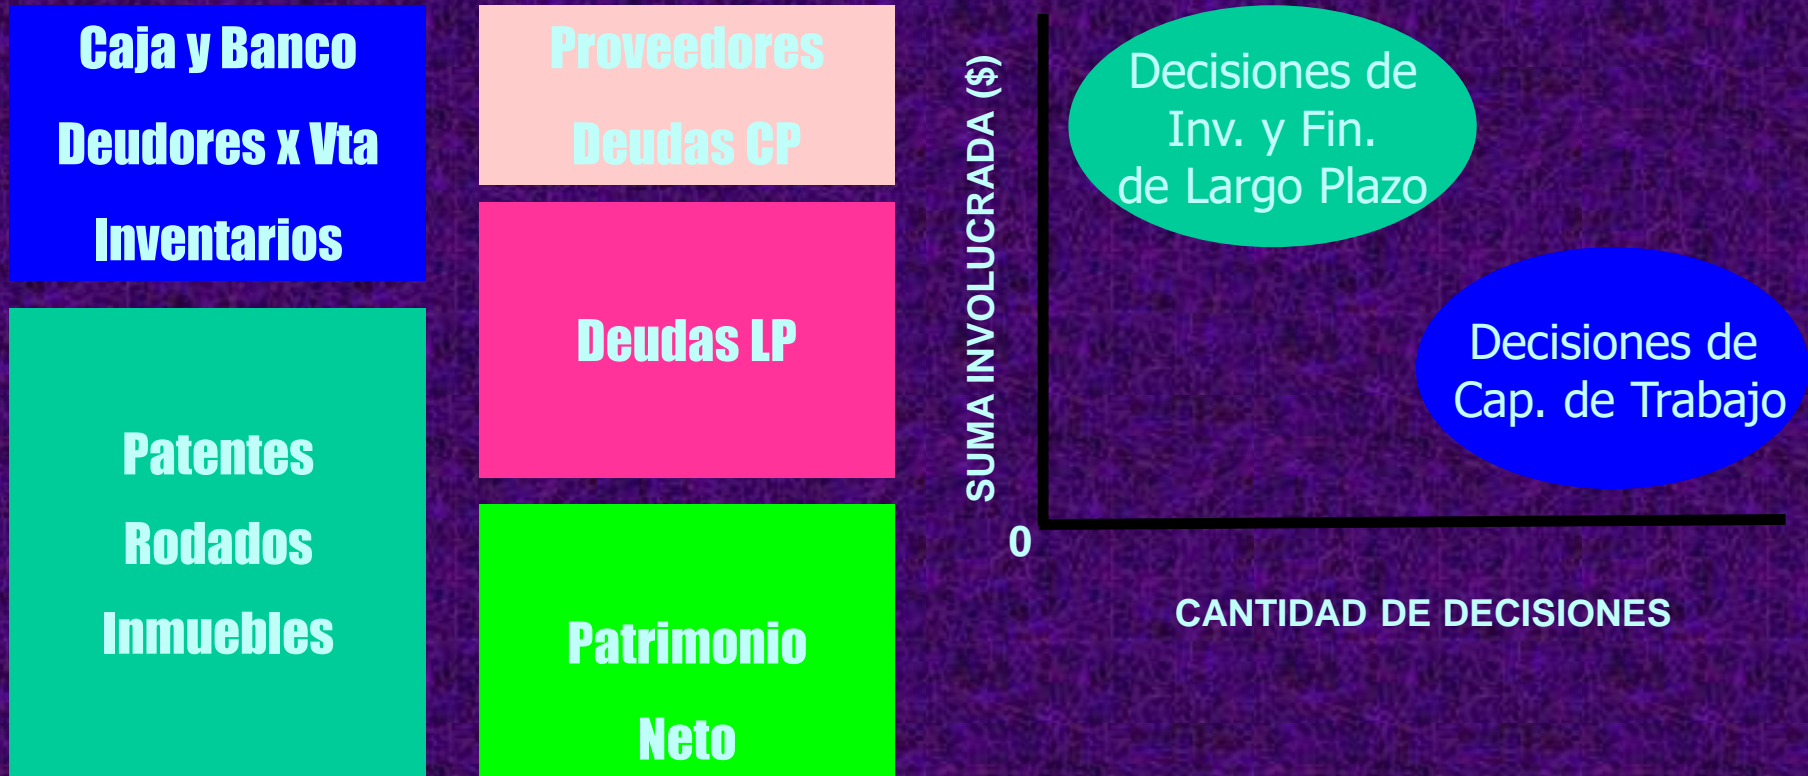 Caja y Banco
Deudores x Vta
Inventarios
Patentes
Rodados
Inmuebles
Proveedores
Deudas CP
Deudas LP
Patrimonio
Neto
SUMA INVOLUCRADA ($)
Decisiones de
Inv. y Fin.
de Largo Plazo
Decisiones de
Cap. de Trabajo
0
CANTIDAD DE DECISIONES